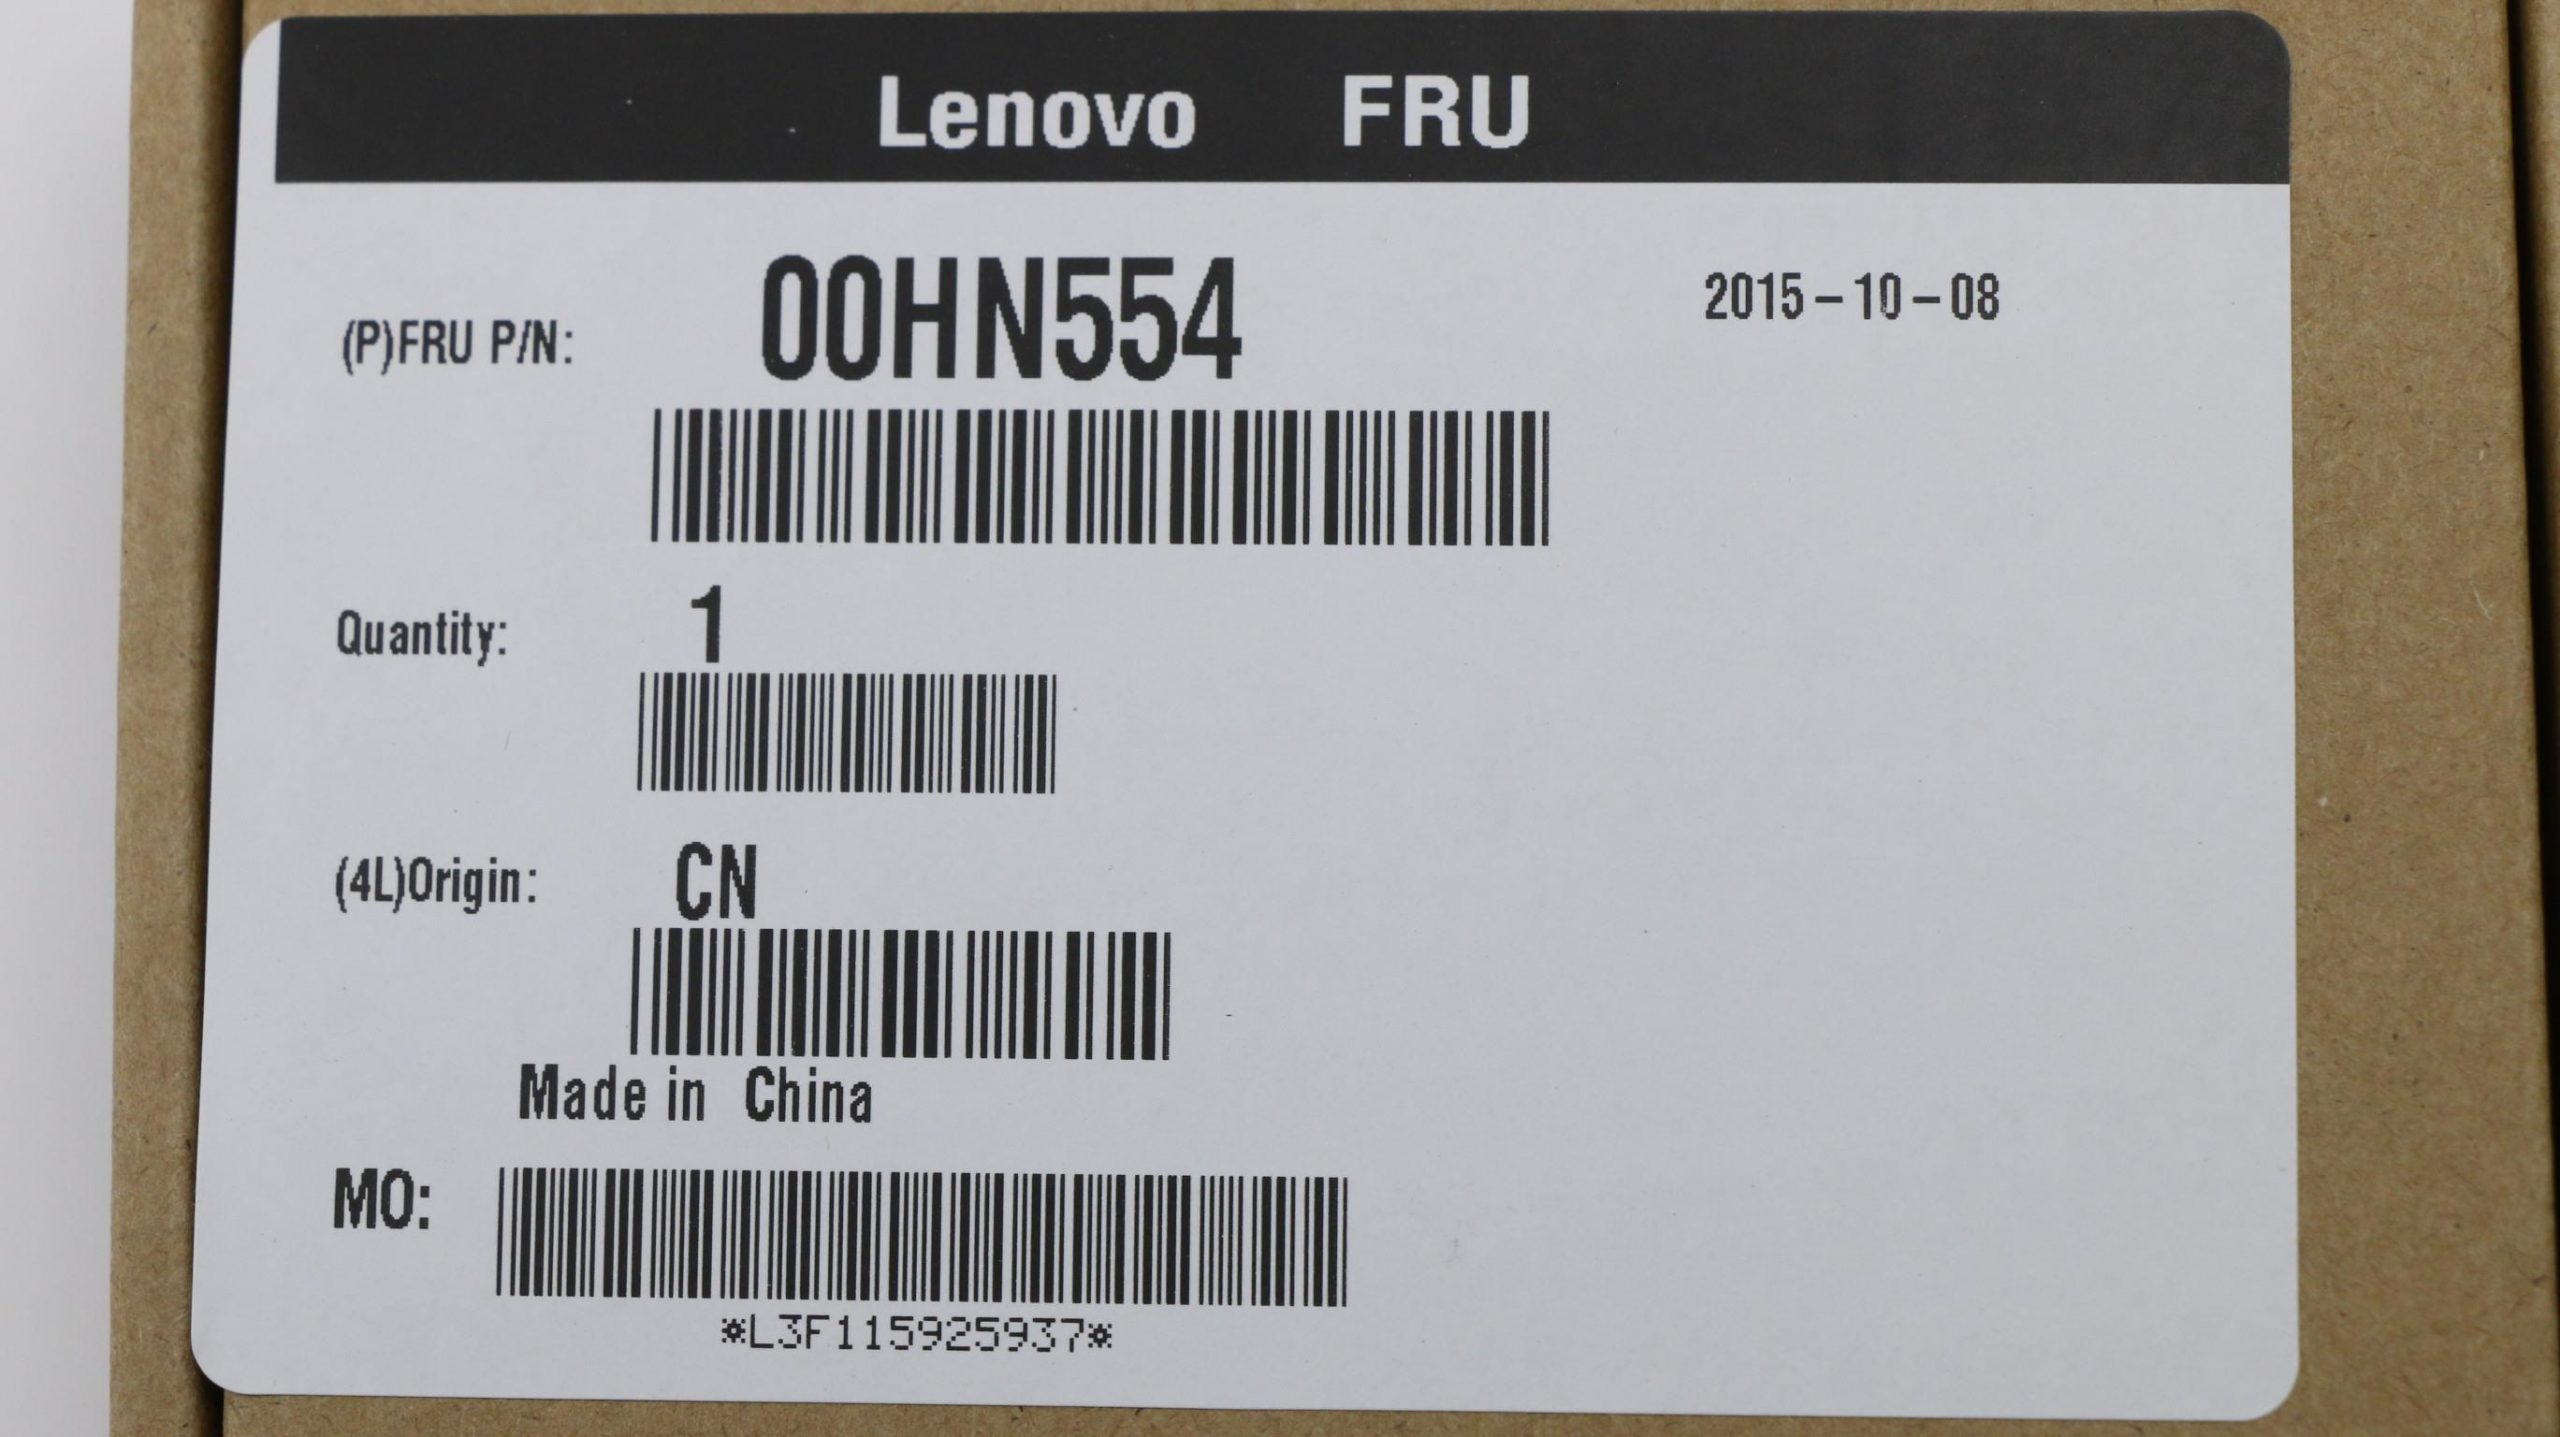 Lenovo FRU
(P)FRU P/N: 00HN554 2015-10-08
Quantity: 1
(4L)Origin: CN
Made in China
MO:
*L3F115925937*